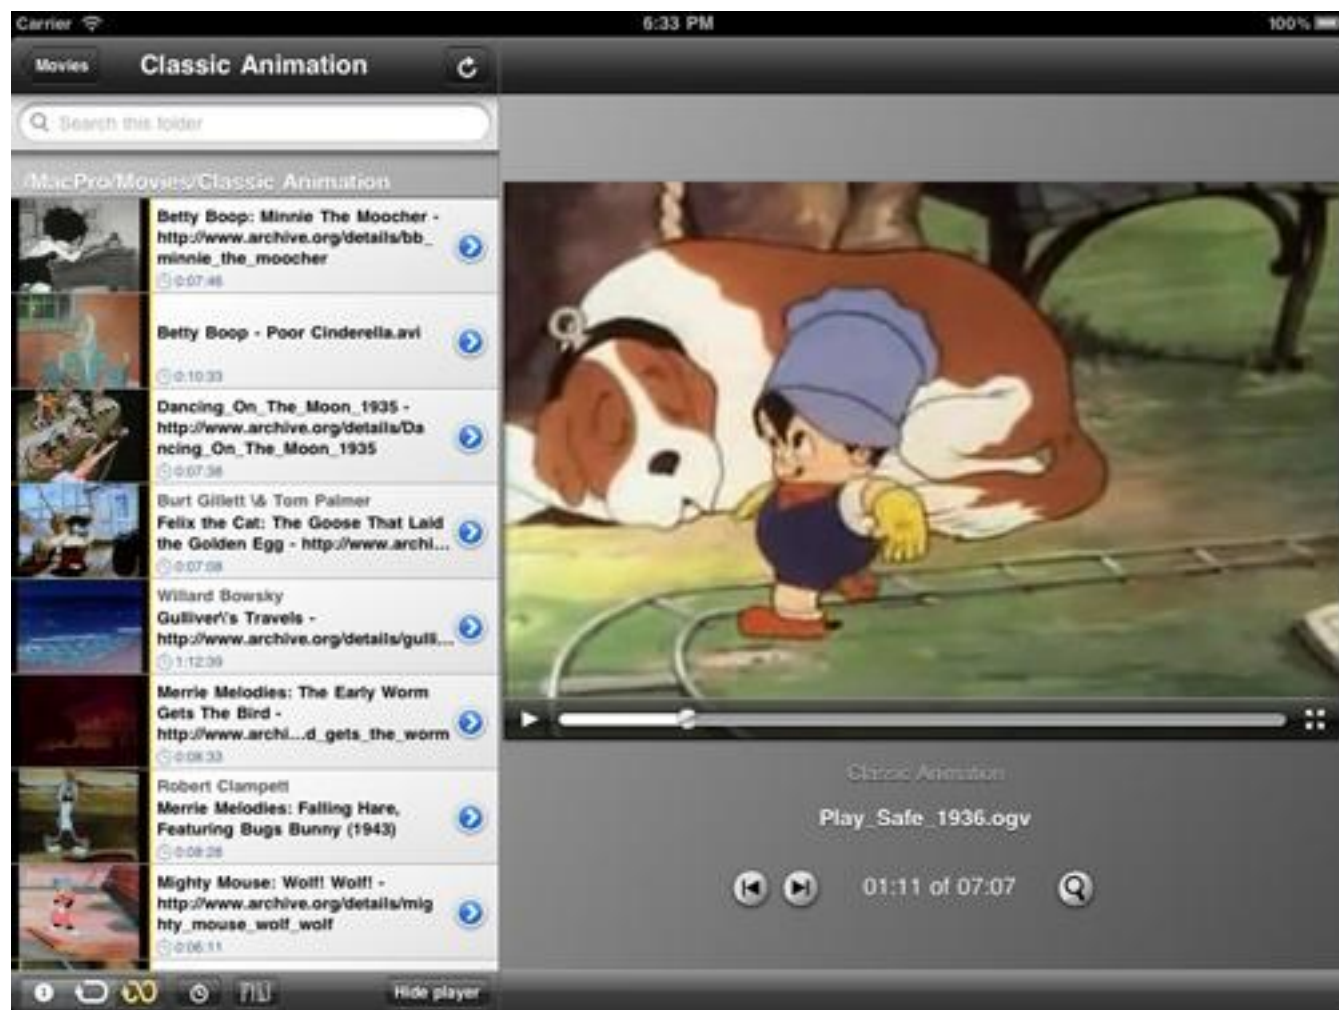 Carrier
6:33 PM
100%
Movies
Classic Animation
Search this folder
/MacPro/Movies/Classic Animation
Betty Boop: Minnie The Moocher -
http://www.archive.org/details/bb_
minnie_the_moocher
0:07:46
Betty Boop - Poor Cinderella.avi
0:10:33
Dancing_On_The_Moon_1935 -
http://www.archive.org/details/Da
ncing_On_The_Moon_1935
0:07:38
Burt Gillett \& Tom Palmer
Felix the Cat: The Goose That Laid
the Golden Egg - http://www.archi...
0:07:08
Willard Bowsky
Gulliver\'s Travels -
http://www.archive.org/details/gulli...
1:12:39
Merrie Melodies: The Early Worm
Gets The Bird -
http://www.archi...d_gets_the_worm
0:08:33
Robert Clampett
Merrie Melodies: Falling Hare,
Featuring Bugs Bunny (1943)
0:08:28
Mighty Mouse: Wolf! Wolf! -
http://www.archive.org/details/mig
hty_mouse_wolf_wolf
0:06:11
Hide player
Classic Animation
Play_Safe_1936.ogv
01:11 of 07:07